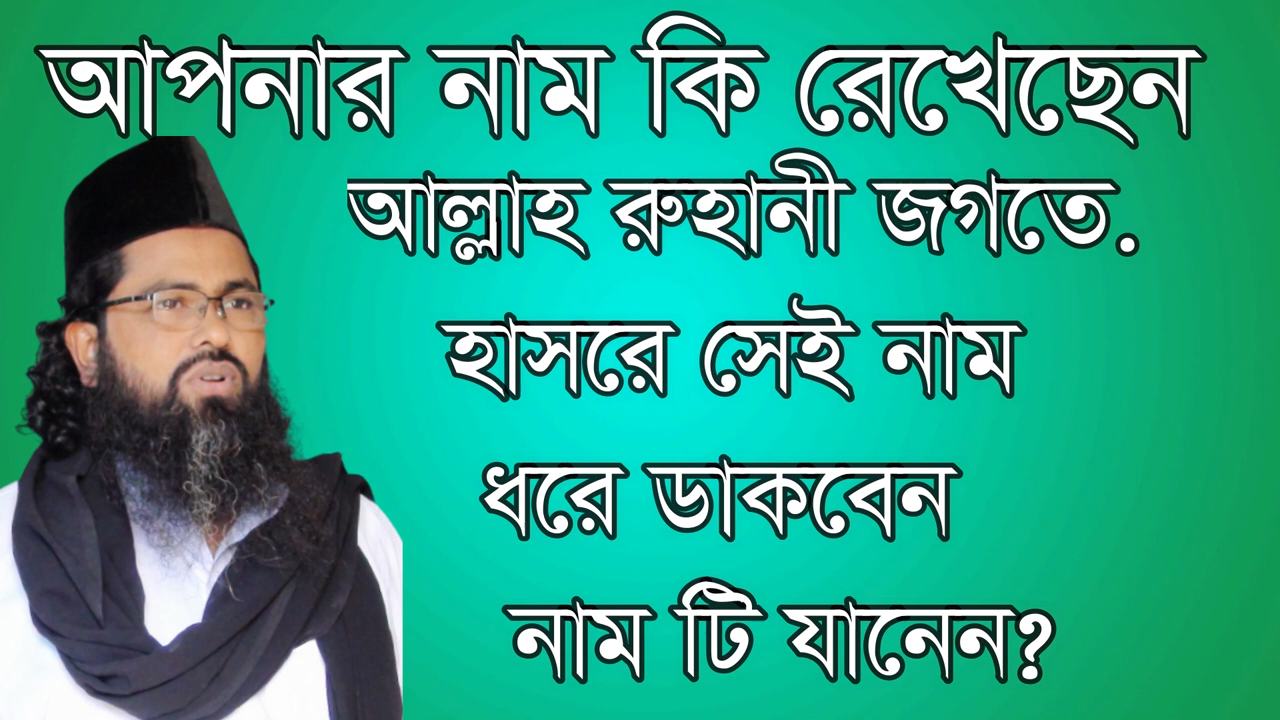 আপনার নাম কি রেখেছেন
আল্লাহ রুহানী জগতে.
হাসরে সেই নাম
ধরে ডাকবেন
নাম টি যানেন?